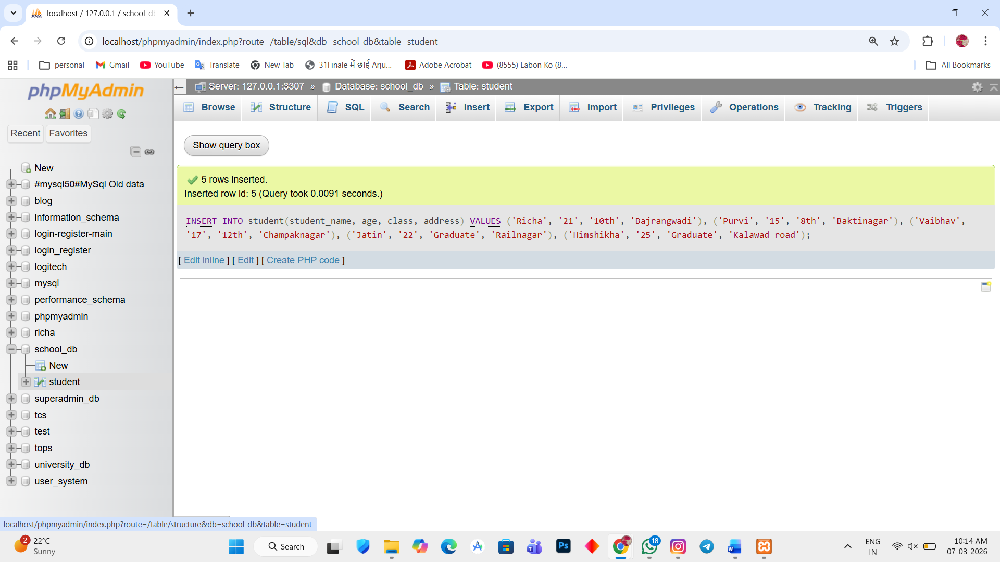 localhost / 127.0.0.1 / school_db
localhost/phpmyadmin/index.php?route=/table/sql&db=school_db&table=student
personal
Gmail
YouTube
Translate
New Tab
31Finale में छाई Arju...
Adobe Acrobat
(8555) Labon Ko (8...
All Bookmarks
phpMyAdmin
Recent
Favorites
New
#mysql50#MySql Old data
blog
information_schema
login-register-main
login_register
logitech
mysql
performance_schema
phpmyadmin
richa
school_db
New
student
superadmin_db
tcs
test
tops
university_db
user_system
Server: 127.0.0.1:3307 » Database: school_db » Table: student
Browse
Structure
SQL
Search
Insert
Export
Import
Privileges
Operations
Tracking
Triggers
Show query box
5 rows inserted.
Inserted row id: 5 (Query took 0.0091 seconds.)
INSERT INTO student(student_name, age, class, address) VALUES ('Richa', '21', '10th', 'Bajrangwadi'), ('Purvi', '15', '8th', 'Baktinagar'), ('Vaibhav',
'17', '12th', 'Champaknagar'), ('Jatin', '22', 'Graduate', 'Railnagar'), ('Himshikha', '25', 'Graduate', 'Kalawad road');
[ Edit inline ] [ Edit ] [ Create PHP code ]
localhost/phpmyadmin/index.php?route=/table/structure&db=school_db&table=student
2
22°C
Sunny
Search
Ps
18
ENG
IN
10:14 AM
07-03-2026